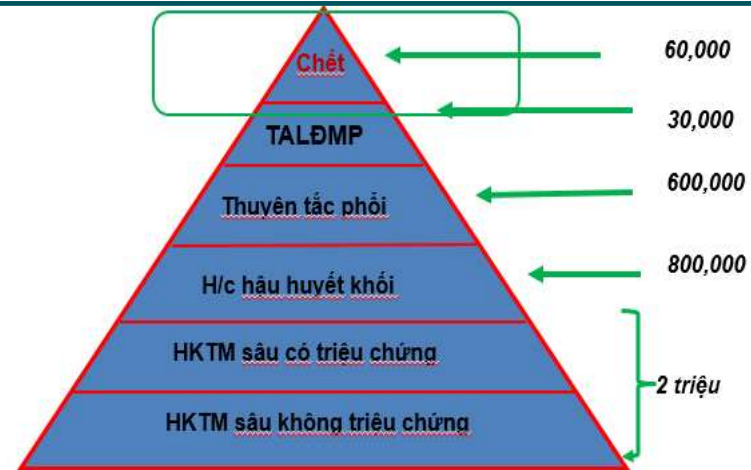 Chết
60,000
TALĐMP
30,000
Thuyên tắc phổi
600,000
H/c hậu huyết khối
800,000
HKTM sâu có triệu chứng
2 triệu
HKTM sâu không triệu chứng